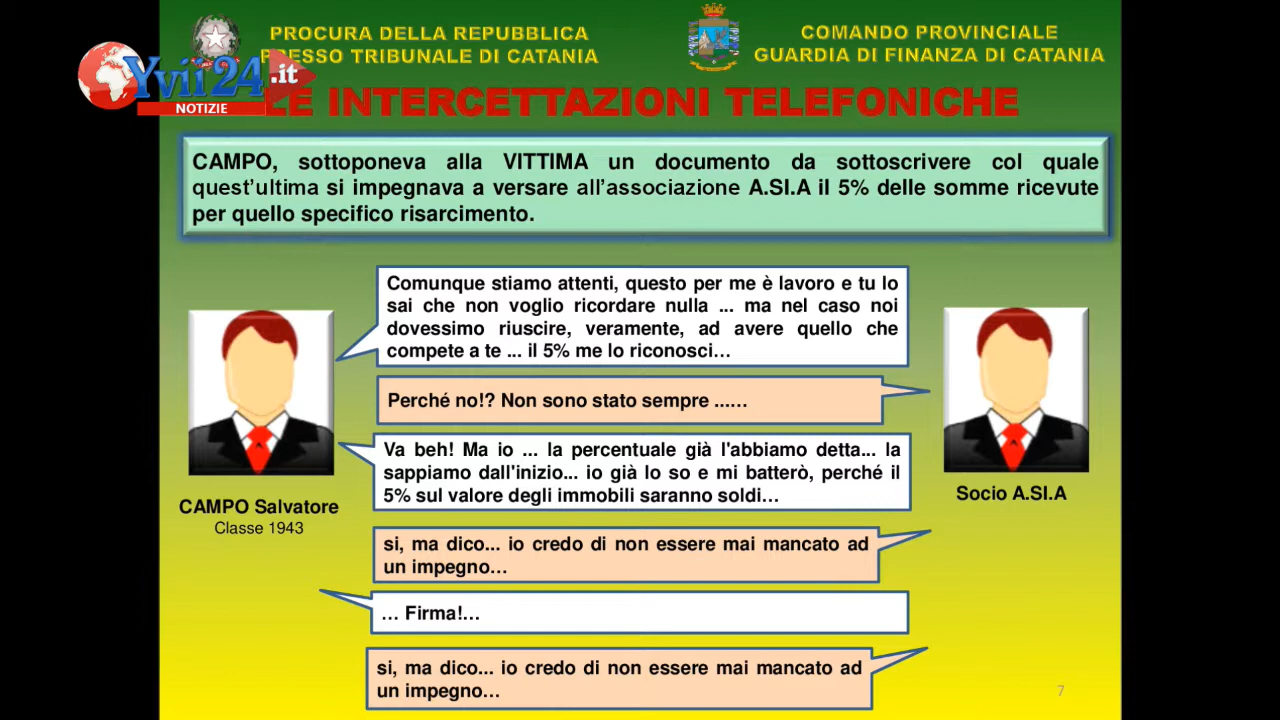 PROCURA DELLA REPUBBLICA
PRESSO TRIBUNALE DI CATANIA
COMANDO PROVINCIALE
GUARDIA DI FINANZA DI CATANIA
Yvii24.it
NOTIZIE
LE INTERCETTAZIONI TELEFONICHE
CAMPO, sottoponeva alla VITTIMA un documento da sottoscrivere col quale
quest'ultima si impegnava a versare all'associazione A.SI.A il 5% delle somme ricevute
per quello specifico risarcimento.
Comunque stiamo attenti, questo per me è lavoro e tu lo
sai che non voglio ricordare nulla ... ma nel caso noi
dovessimo riuscire, veramente, ad avere quello che
compete a te ... il 5% me lo riconosci…
Perché no!? Non sono stato sempre ...…
Va beh! Ma io ... la percentuale già l'abbiamo detta... la
sappiamo dall'inizio... io già lo so e mi batterò, perché il
5% sul valore degli immobili saranno soldi…
CAMPO Salvatore
Classe 1943
Socio A.SI.A
si, ma dico... io credo di non essere mai mancato ad
un impegno…
… Firma!…
si, ma dico... io credo di non essere mai mancato ad
un impegno…
7